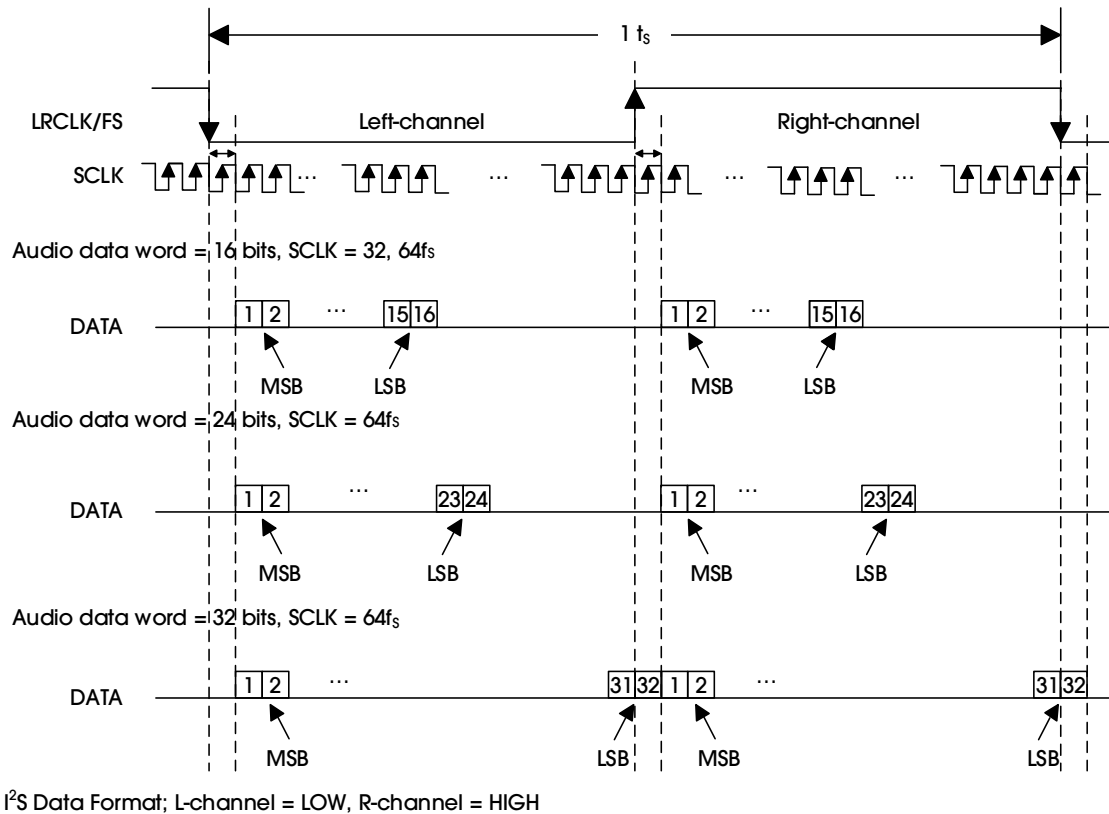 1 tS
LRCLK/FS Left-channel Right-channel
SCLK ... ... ... ...
Audio data word = 16 bits, SCLK = 32, 64fS
DATA 1 2 ... 15 16 1 2 ... 15 16
MSB LSB MSB LSB
Audio data word = 24 bits, SCLK = 64fS
DATA 1 2 ... 23 24 1 2 ... 23 24
MSB LSB MSB LSB
Audio data word = 32 bits, SCLK = 64fS
DATA 1 2 ... 31 32 1 2 ... 31 32
MSB LSB MSB LSB
I²S Data Format; L-channel = LOW, R-channel = HIGH